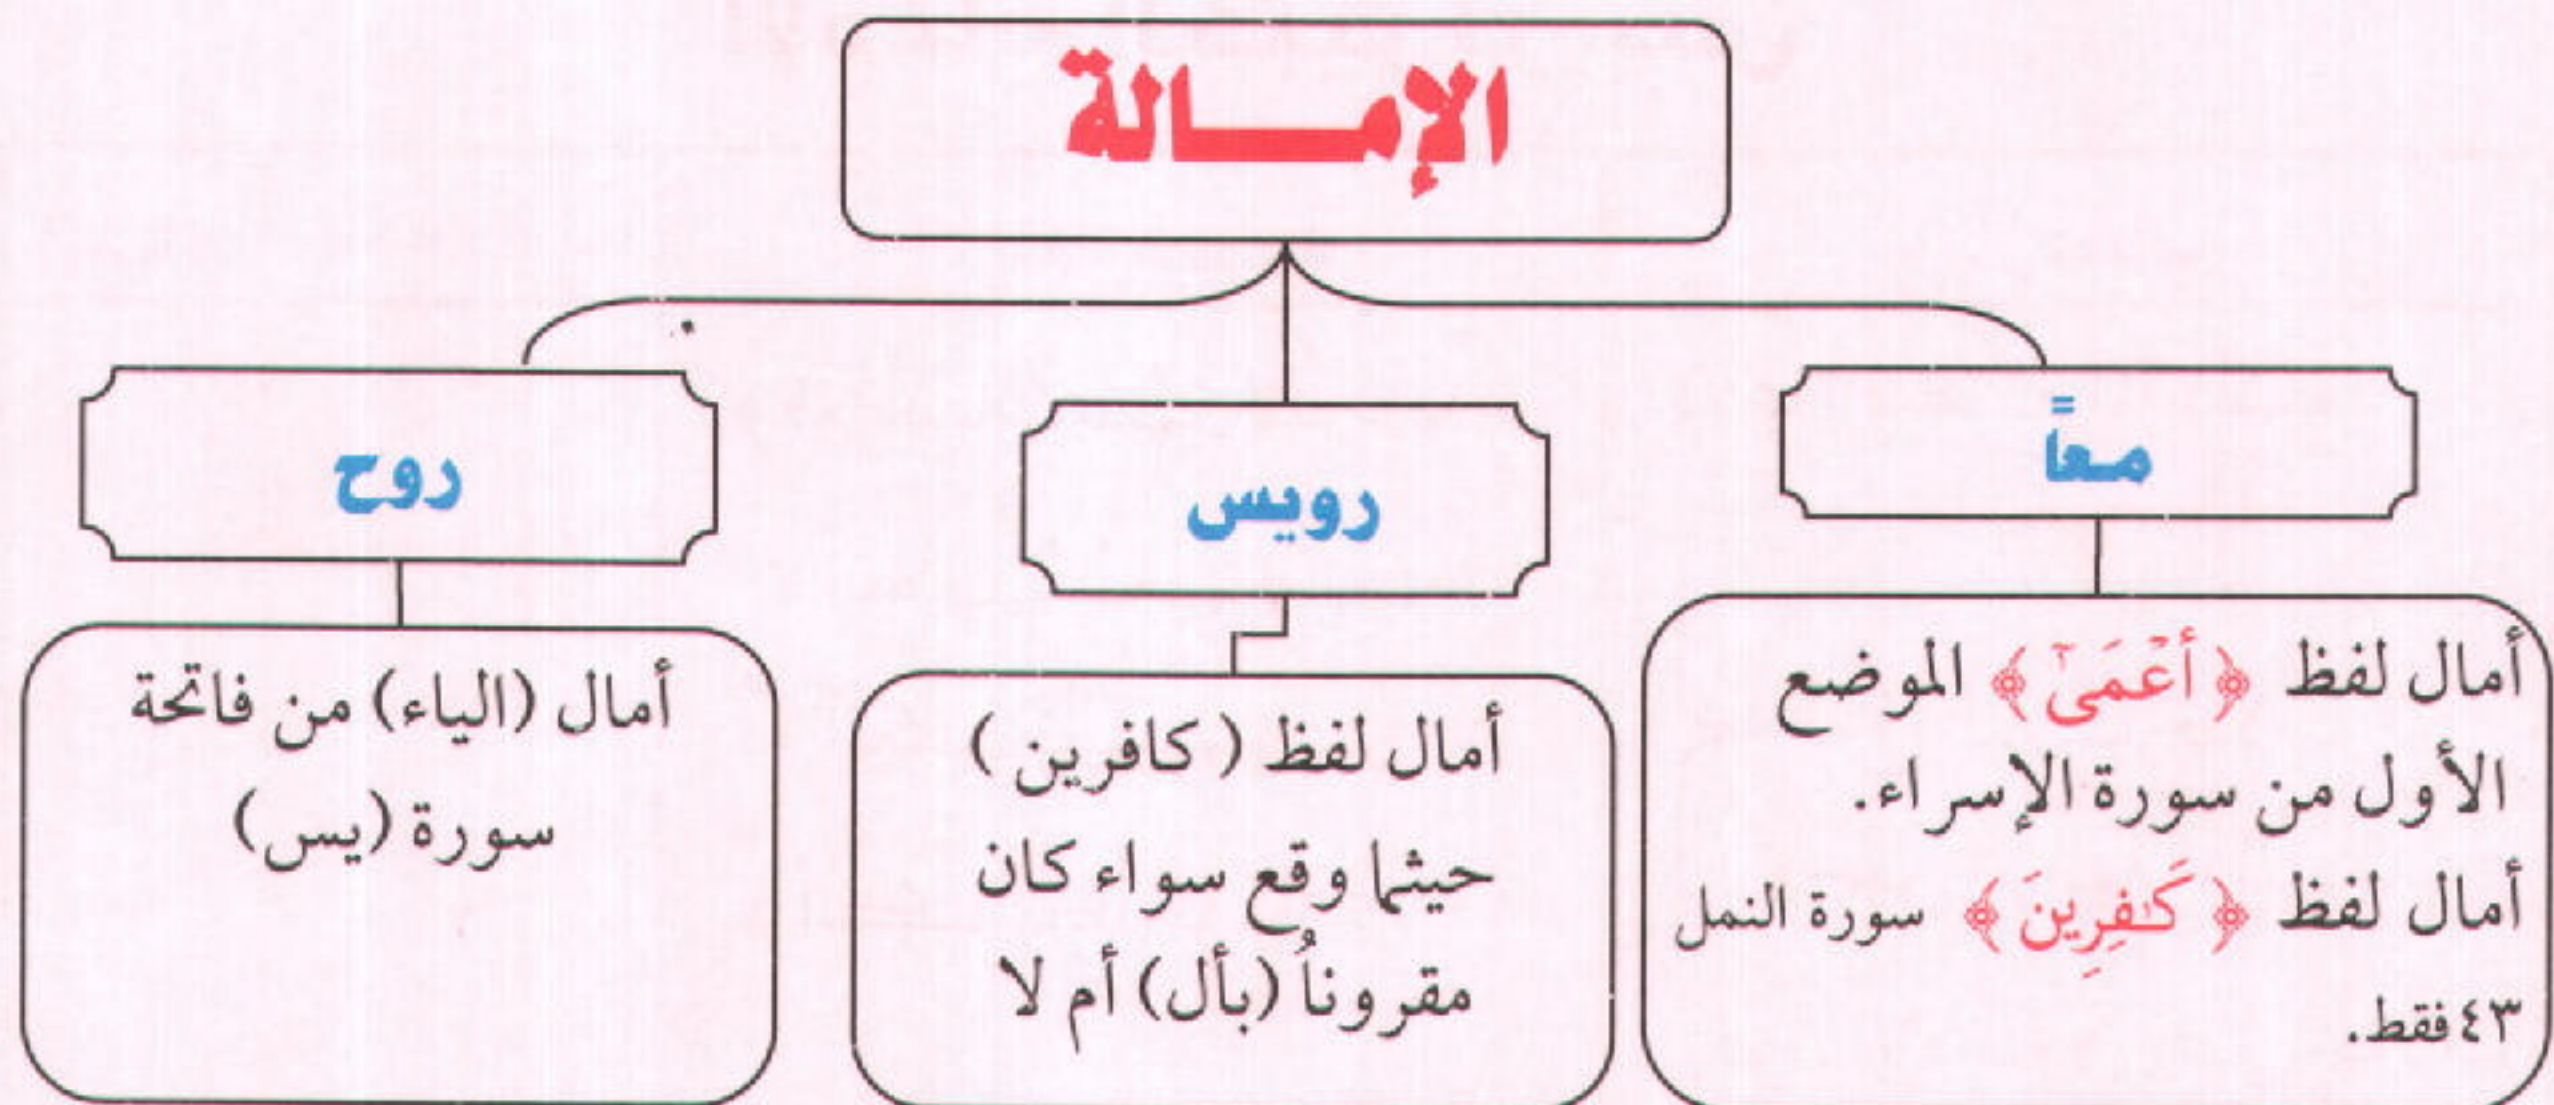 الإمـــالة
معاً
أمال لفظ ﴿ أَعْمَىٰٓ ﴾ الموضع
الأول من سورة الإسراء.
أمال لفظ ﴿ كَـٰفِرِينَ ﴾ سورة النمل
٤٣ فقط.
رويس
أمال لفظ ( كافرين )
حيثما وقع سواء كان
مقروناً (بأل) أم لا
روح
أمال (الياء) من فاتحة
سورة (يس)